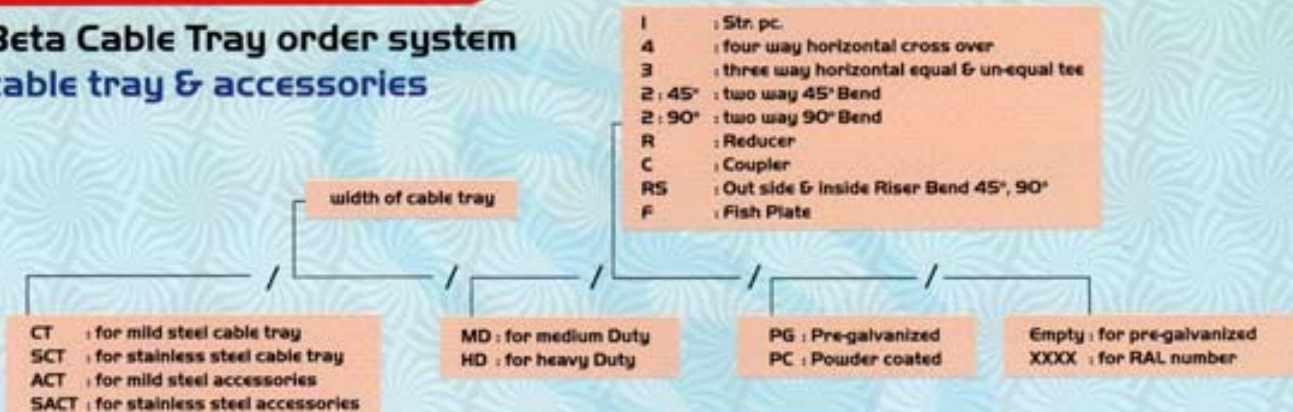 Beta Cable Tray order system
cable tray & accessories
I : Str. pc.
4 : four way horizontal cross over
3 : three way horizontal equal & un-equal tee
2 : 45° : two way 45° Bend
2 : 90° : two way 90° Bend
R : Reducer
C : Coupler
RS : Out side & inside Riser Bend 45°, 90°
F : Fish Plate
width of cable tray
/ / / / /
CT : for mild steel cable tray
SCT : for stainless steel cable tray
ACT : for mild steel accessories
SACT : for stainless steel accessories
MD : for medium Duty
HD : for heavy Duty
PG : Pre-galvanized
PC : Powder coated
Empty : for pre-galvanized
XXXX : for RAL number